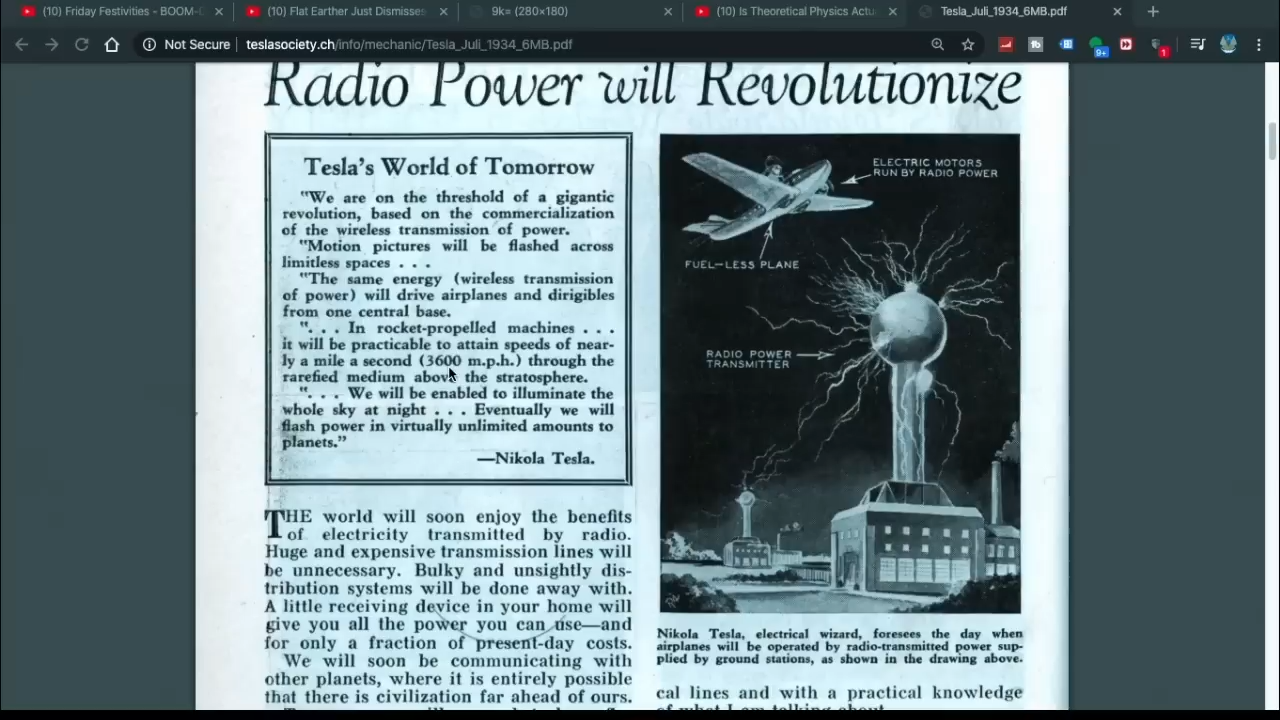 (10) Friday Festivities - BOOM-
(10) Flat Earther Just Dismisses
9k= (280×180)
(10) Is Theoretical Physics Actu
Tesla_Juli_1934_6MB.pdf
Not Secure
teslasociety.ch/info/mechanic/Tesla_Juli_1934_6MB.pdf
9+
1
Radio Power will Revolutionize
Tesla's World of Tomorrow
"We are on the threshold of a gigantic
revolution, based on the commercialization
of the wireless transmission of power.
"Motion pictures will be flashed across
limitless spaces . . .
"The same energy (wireless transmission
of power) will drive airplanes and dirigibles
from one central base.
". . . In rocket-propelled machines . . .
it will be practicable to attain speeds of near-
ly a mile a second (3600 m.p.h.) through the
rarefied medium above the stratosphere.
". . . We will be enabled to illuminate the
whole sky at night . . . Eventually we will
flash power in virtually unlimited amounts to
planets."
—Nikola Tesla.
THE world will soon enjoy the benefits
of electricity transmitted by radio.
Huge and expensive transmission lines will
be unnecessary. Bulky and unsightly dis-
tribution systems will be done away with.
A little receiving device in your home will
give you all the power you can use—and
for only a fraction of present-day costs.
We will soon be communicating with
other planets, where it is entirely possible
that there is civilization far ahead of ours.
ELECTRIC MOTORS
RUN BY RADIO POWER
FUEL-LESS PLANE
RADIO POWER
TRANSMITTER
Nikola Tesla, electrical wizard, foresees the day when
airplanes will be operated by radio-transmitted power sup-
plied by ground stations, as shown in the drawing above.
cal lines and with a practical knowledge
of what I am talking about